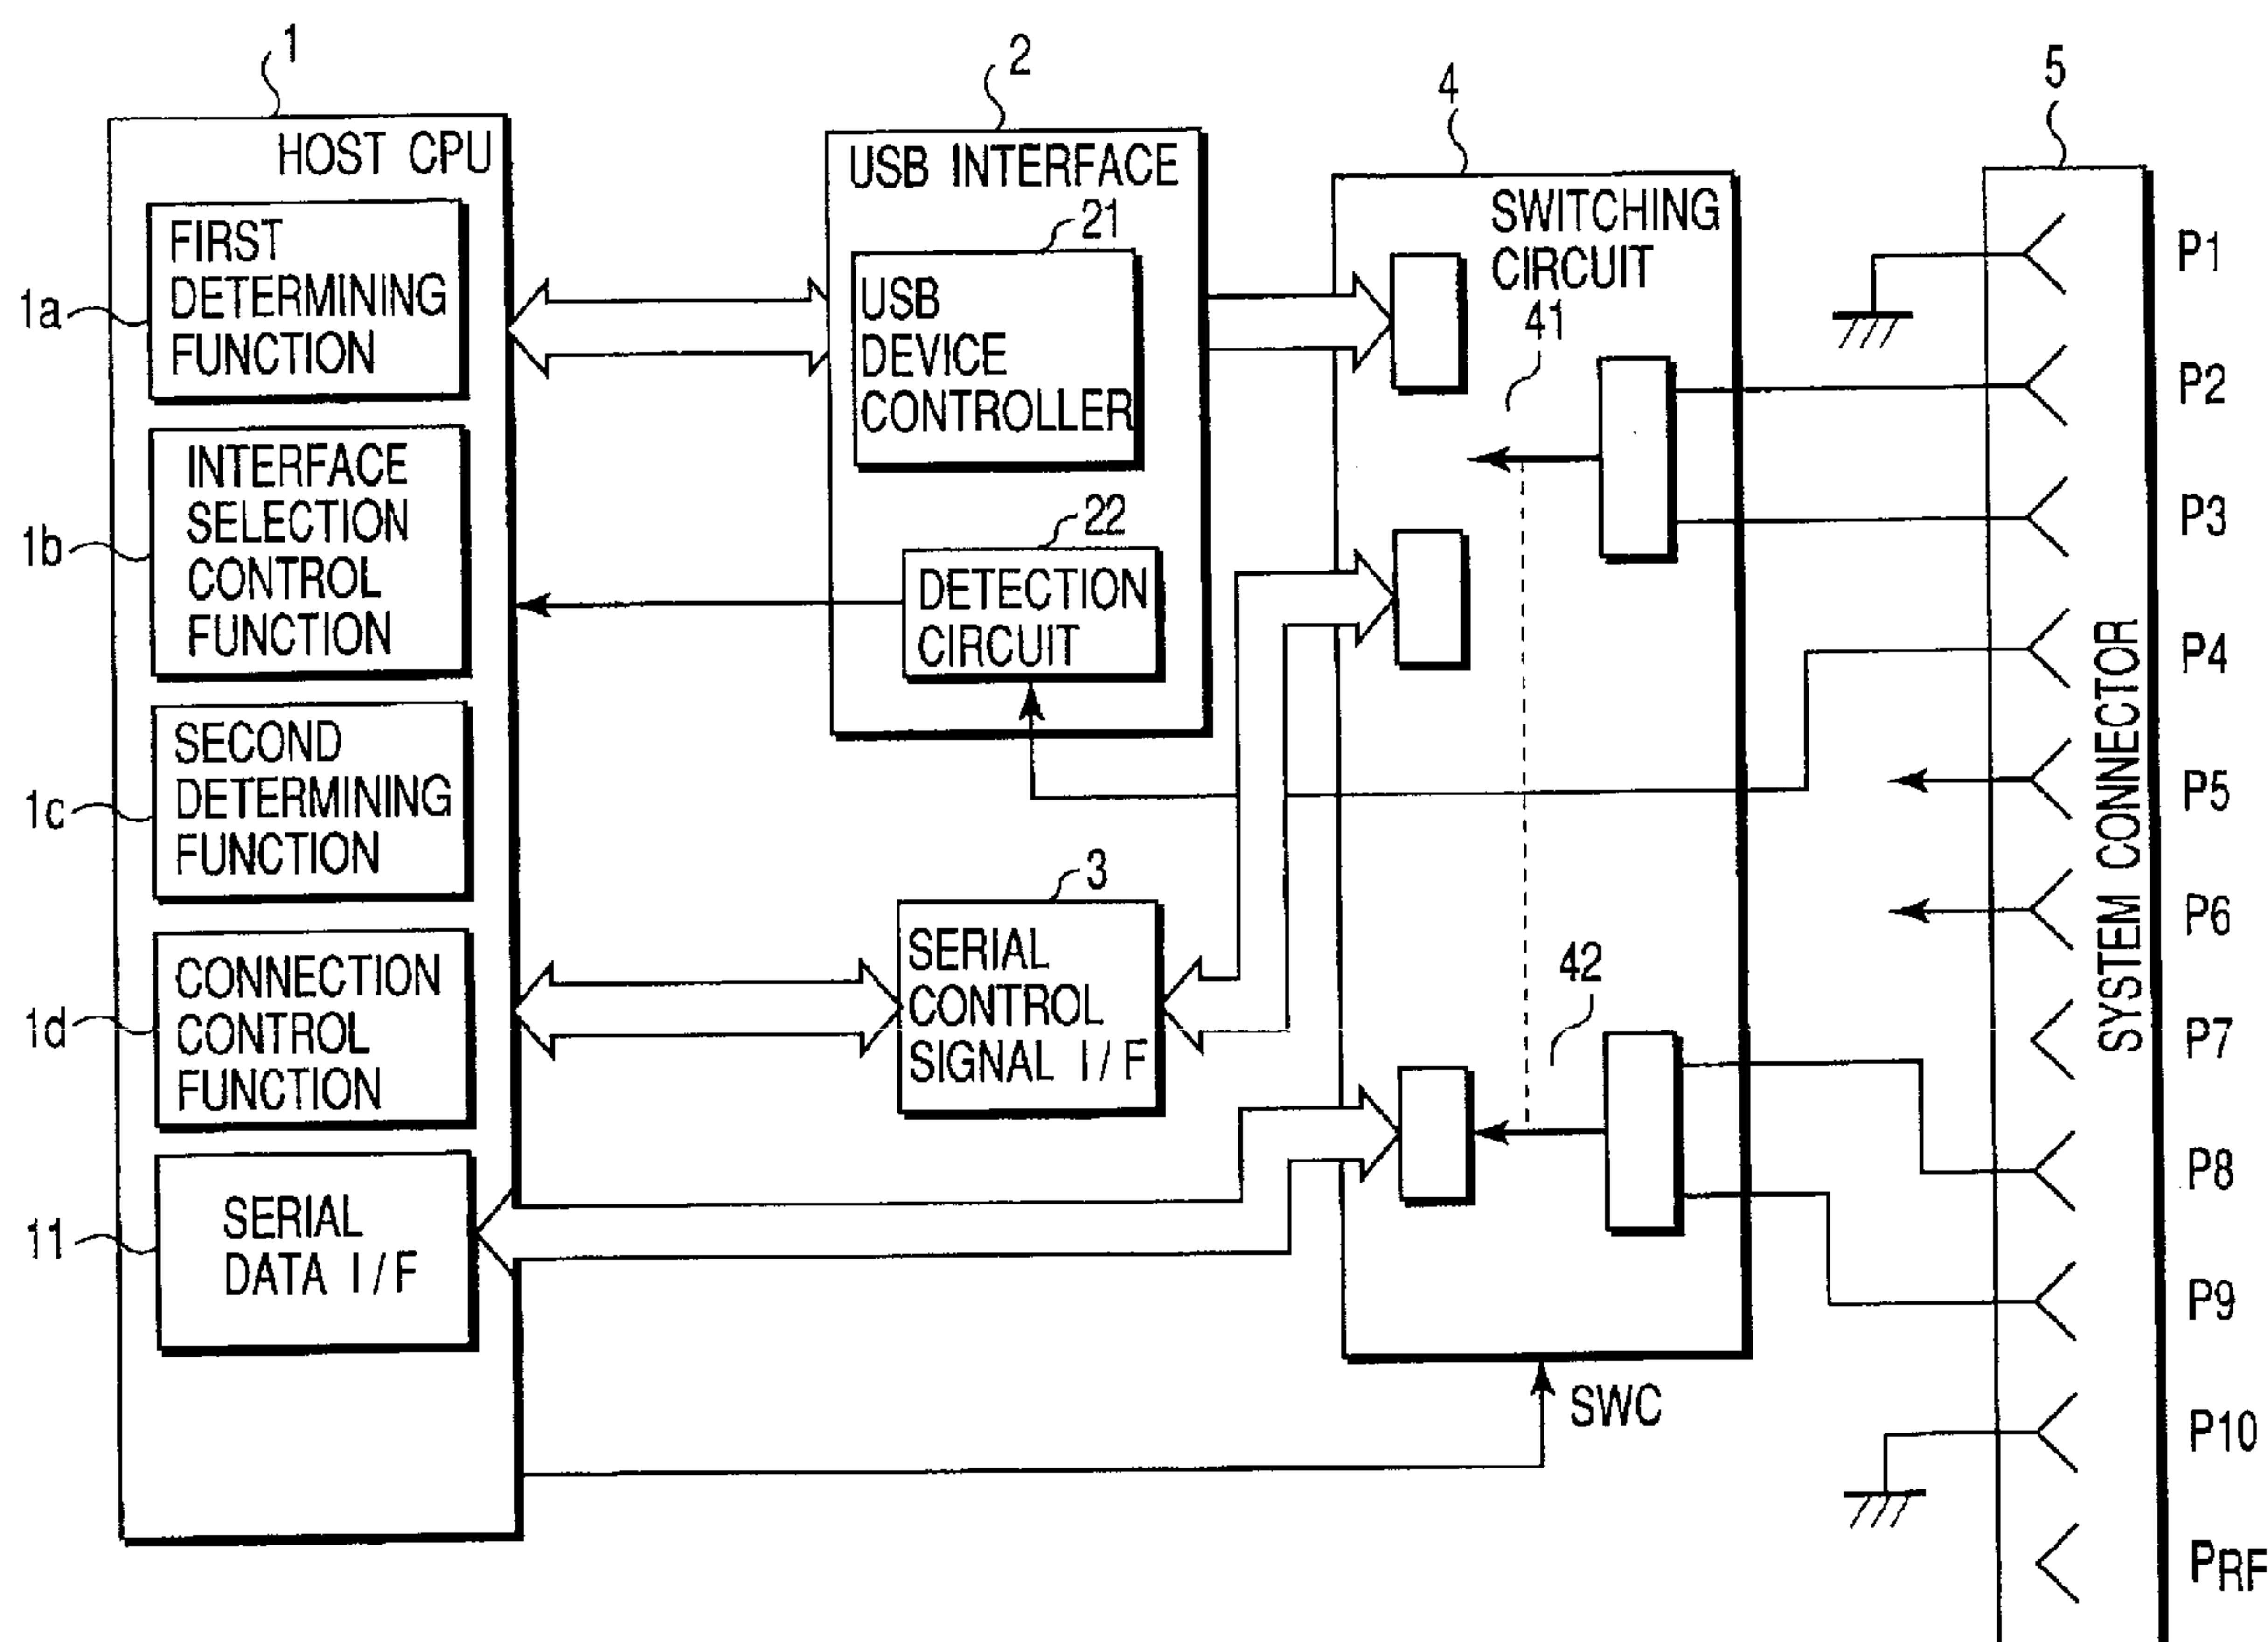 1
HOST CPU
1a
FIRST
DETERMINING
FUNCTION
1b
INTERFACE
SELECTION
CONTROL
FUNCTION
1c
SECOND
DETERMINING
FUNCTION
1d
CONNECTION
CONTROL
FUNCTION
11
SERIAL
DATA I/F
2
USB INTERFACE
21
USB
DEVICE
CONTROLLER
22
DETECTION
CIRCUIT
3
SERIAL
CONTROL
SIGNAL I/F
4
SWITCHING
CIRCUIT
41
42
SWC
5
SYSTEM CONNECTOR
P1
P2
P3
P4
P5
P6
P7
P8
P9
P10
PRF